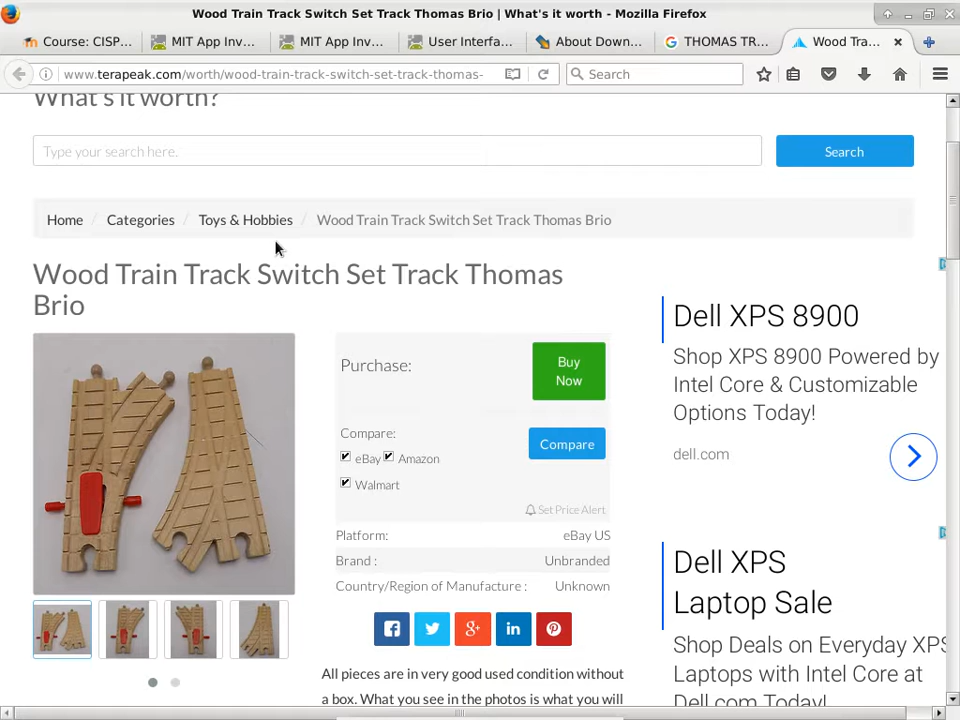 Wood Train Track Switch Set Track Thomas Brio | What's it worth - Mozilla Firefox
Course: CISP...
MIT App Inv...
MIT App Inv...
User Interfa...
About Down...
THOMAS TR...
Wood Tra...
www.terapeak.com/worth/wood-train-track-switch-set-track-thomas-
Search
What's it worth?
Type your search here.
Search
Home / Categories / Toys & Hobbies / Wood Train Track Switch Set Track Thomas Brio
Wood Train Track Switch Set Track Thomas
Brio
Purchase:
Buy
Now
Compare:
eBay Amazon
Walmart
Compare
Set Price Alert
Platform: eBay US
Brand : Unbranded
Country/Region of Manufacture : Unknown
All pieces are in very good used condition without
a box. What you see in the photos is what you will
Dell XPS 8900
Shop XPS 8900 Powered by
Intel Core & Customizable
Options Today!
dell.com
Dell XPS
Laptop Sale
Shop Deals on Everyday XPS
Laptops with Intel Core at
Dell.com Today!